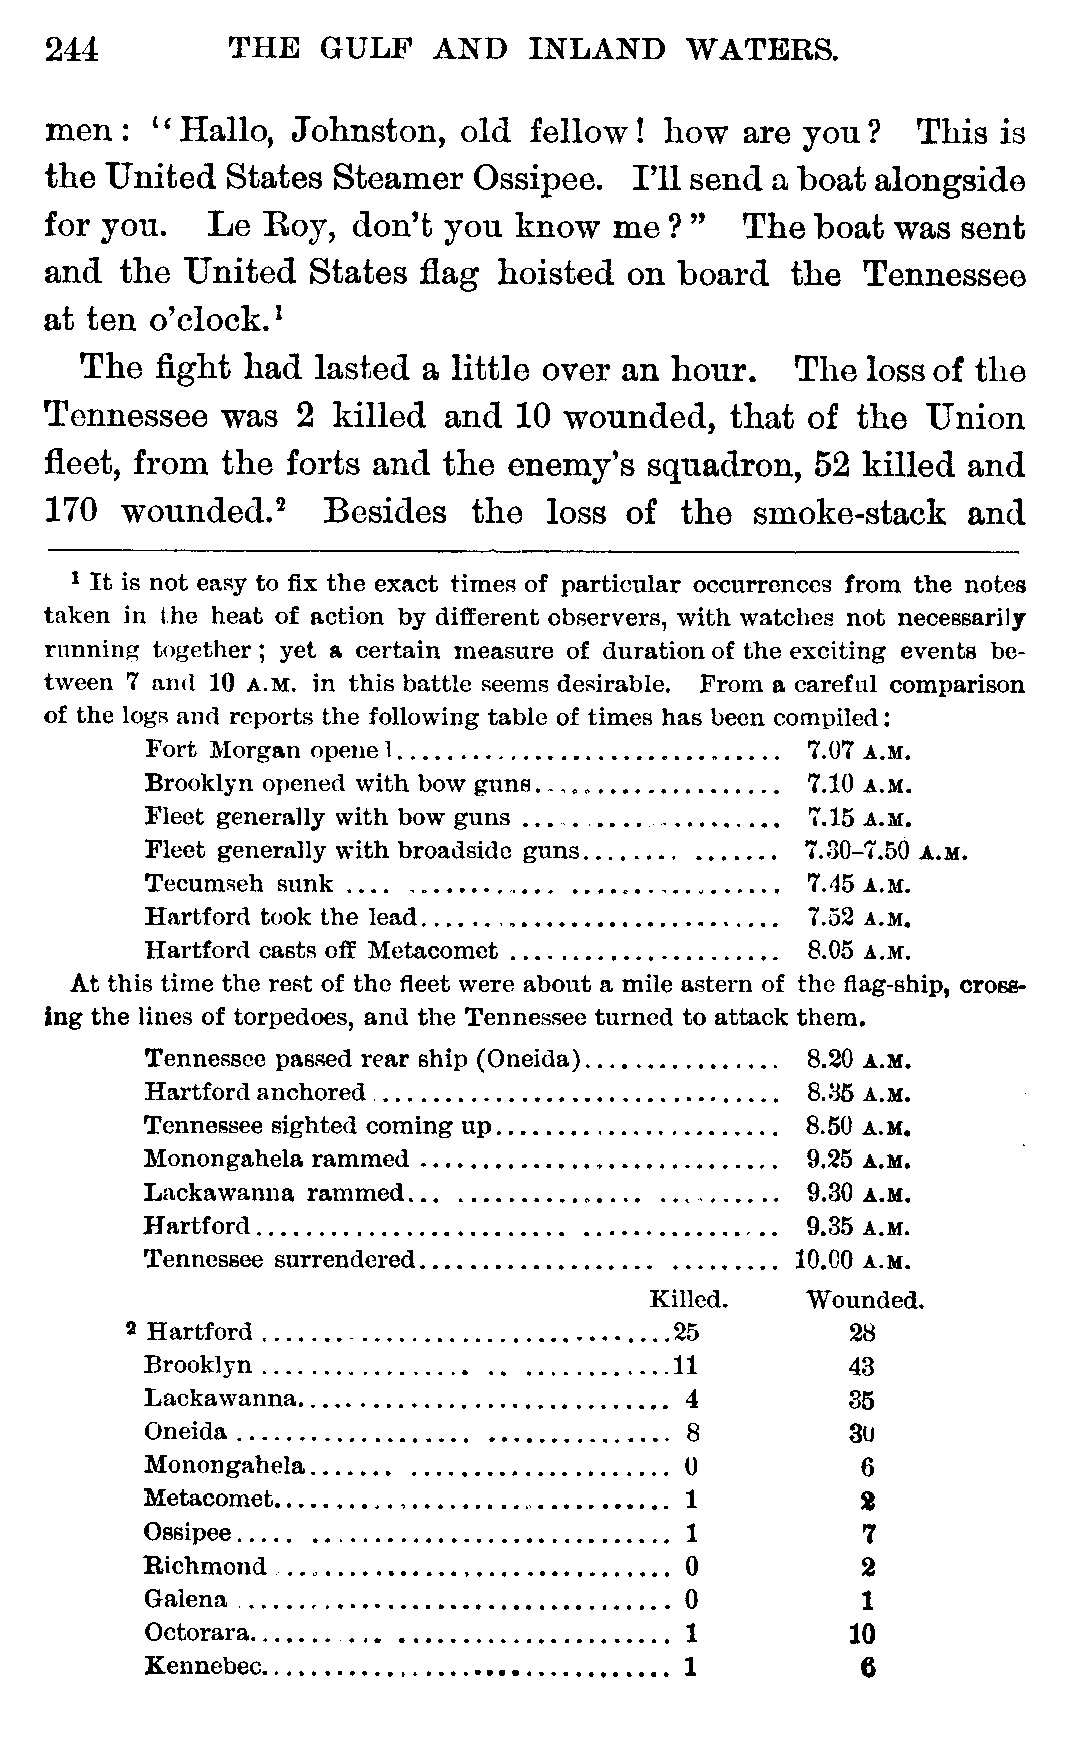 244 THE GULF AND INLAND WATERS.
men: "Hallo, Johnston, old fellow! how are you? This is
the United States Steamer Ossipee. I'll send a boat alongside
for you. Le Roy, don't you know me?" The boat was sent
and the United States flag hoisted on board the Tennessee
at ten o'clock.¹
The fight had lasted a little over an hour. The loss of the
Tennessee was 2 killed and 10 wounded, that of the Union
fleet, from the forts and the enemy's squadron, 52 killed and
170 wounded.² Besides the loss of the smoke-stack and
¹ It is not easy to fix the exact times of particular occurrences from the notes
taken in the heat of action by different observers, with watches not necessarily
running together; yet a certain measure of duration of the exciting events be-
tween 7 and 10 A.M. in this battle seems desirable. From a careful comparison
of the logs and reports the following table of times has been compiled:
Fort Morgan opened.............................. 7.07 A.M.
Brooklyn opened with bow guns.................... 7.10 A.M.
Fleet generally with bow guns .................... 7.15 A.M.
Fleet generally with broadside guns................ 7.30-7.50 A.M.
Tecumseh sunk ................................ 7.45 A.M.
Hartford took the lead............................ 7.52 A.M.
Hartford casts off Metacomet ...................... 8.05 A.M.
At this time the rest of the fleet were about a mile astern of the flag-ship, cross-
ing the lines of torpedoes, and the Tennessee turned to attack them.
Tennessee passed rear ship (Oneida)................ 8.20 A.M.
Hartford anchored................................ 8.35 A.M.
Tennessee sighted coming up....................... 8.50 A.M.
Monongahela rammed ............................. 9.25 A.M.
Lackawanna rammed............................. 9.30 A.M.
Hartford......................................... 9.35 A.M.
Tennessee surrendered............................ 10.00 A.M.
Killed. Wounded.
² Hartford .................................25 28
Brooklyn .................................11 43
Lackawanna.............................. 4 35
Oneida .................................. 8 30
Monongahela............................. 0 6
Metacomet................................ 1 2
Ossipee.................................. 1 7
Richmond ................................ 0 2
Galena ................................... 0 1
Octorara.................................. 1 10
Kennebec................................. 1 6